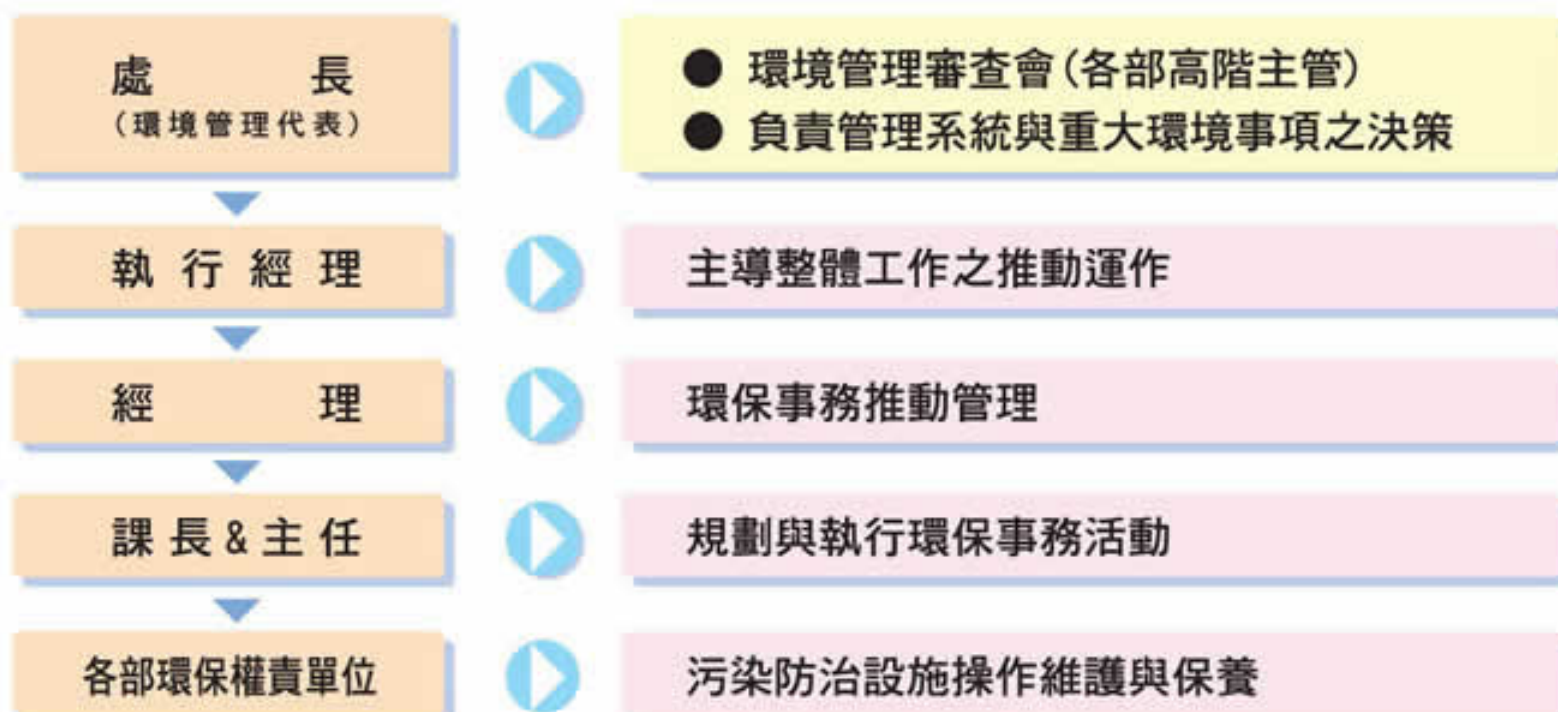 處長
(環境管理代表)
● 環境管理審查會(各部高階主管)
● 負責管理系統與重大環境事項之決策
執行經理
主導整體工作之推動運作
經理
環保事務推動管理
課長&主任
規劃與執行環保事務活動
各部環保權責單位
污染防治設施操作維護與保養